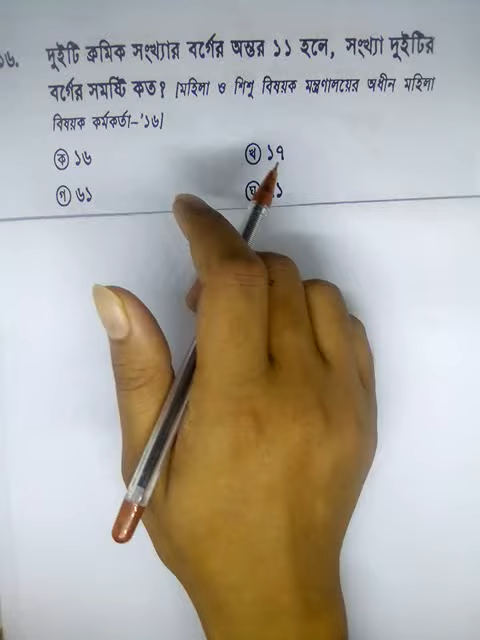 ১৬. দুইটি ক্রমিক সংখ্যার বর্গের অন্তর ১১ হলে, সংখ্যা দুইটির
বর্গের সমষ্টি কত? [মহিলা ও শিশু বিষয়ক মন্ত্রণালয়ের অধীন মহিলা
বিষয়ক কর্মকর্তা-'১৬]
ক ১৬ খ ১৭
গ ৬১ ঘ